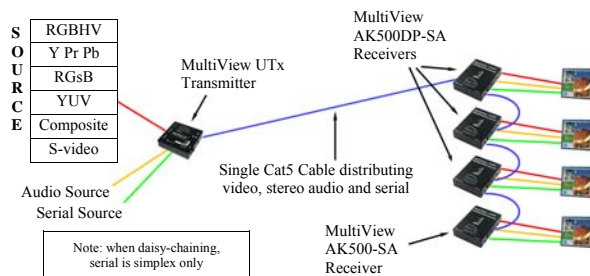 SOURCE
RGBHV
Y Pr Pb
RGsB
YUV
Composite
S-video
MultiView UTx
Transmitter
MultiView
AK500DP-SA
Receivers
Single Cat5 Cable distributing
video, stereo audio and serial
Audio Source
Serial Source
Note: when daisy-chaining,
serial is simplex only
MultiView
AK500-SA
Receiver